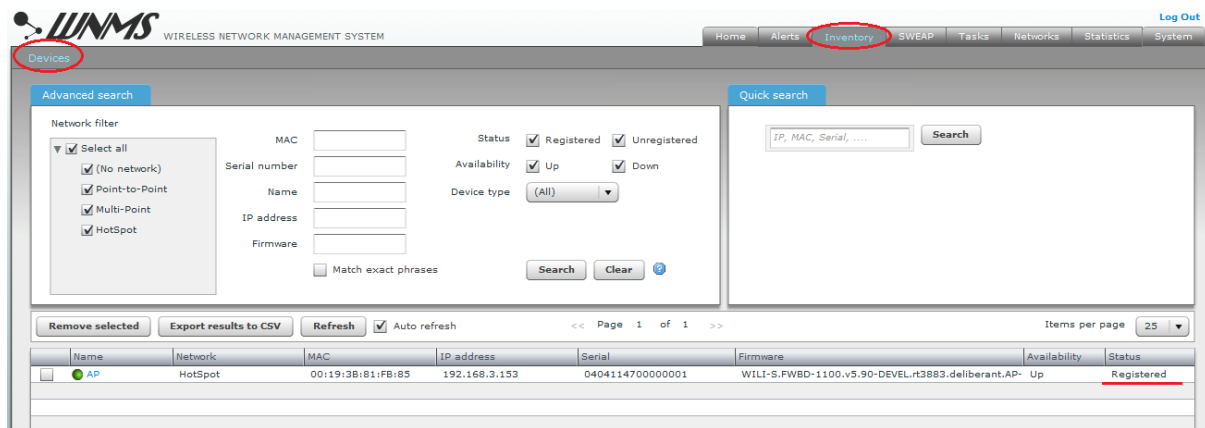 Log Out
WNMS WIRELESS NETWORK MANAGEMENT SYSTEM
Home Alerts Inventory SWEAP Tasks Networks Statistics System
Devices
Advanced search
Quick search
Network filter
Select all
(No network)
Point-to-Point
Multi-Point
HotSpot
MAC
Serial number
Name
IP address
Firmware
Match exact phrases
Status Registered Unregistered
Availability Up Down
Device type (All)
Search Clear ?
IP, MAC, Serial, .... Search
Remove selected Export results to CSV Refresh Auto refresh << Page 1 of 1 >> Items per page 25
Name Network MAC IP address Serial Firmware Availability Status
AP HotSpot 00:19:3B:81:FB:85 192.168.3.153 0404114700000001 WILI-S.FWBD-1100.v5.90-DEVEL.rt3883.deliberant.AP- Up Registered